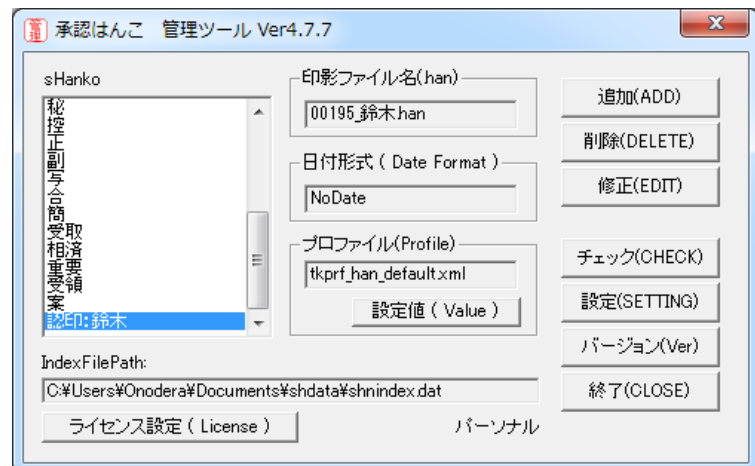 承認はんこ 管理ツール Ver4.7.7
sHanko
秘
控
正
副
写
合
簡
受取
相済
重要
受領
案
認印:鈴木
印影ファイル名(han)
00195_鈴木.han
日付形式 ( Date Format )
NoDate
プロファイル(Profile)
tkprf_han_default.xml
設定値 ( Value )
追加(ADD)
削除(DELETE)
修正(EDIT)
チェック(CHECK)
設定(SETTING)
バージョン(Ver)
終了(CLOSE)
IndexFilePath:
C:¥Users¥Onodera¥Documents¥shdata¥shnindex.dat
ライセンス設定 ( License )
パーソナル